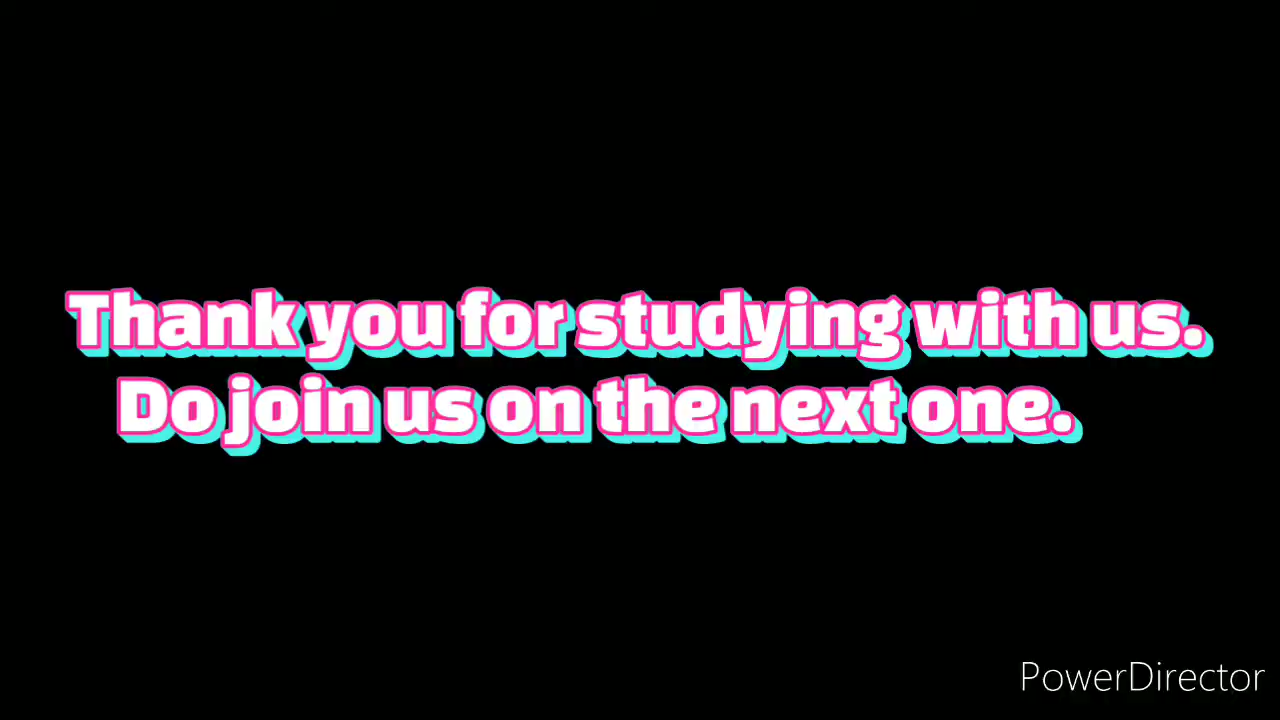 Thank you for studying with us.
Do join us on the next one.
PowerDirector